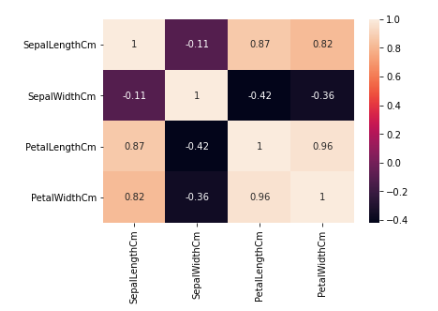 SepalLengthCm 1 -0.11 0.87 0.82
SepalWidthCm -0.11 1 -0.42 -0.36
PetalLengthCm 0.87 -0.42 1 0.96
PetalWidthCm 0.82 -0.36 0.96 1
SepalLengthCm
SepalWidthCm
PetalLengthCm
PetalWidthCm
1.0
0.8
0.6
0.4
0.2
0.0
−0.2
−0.4